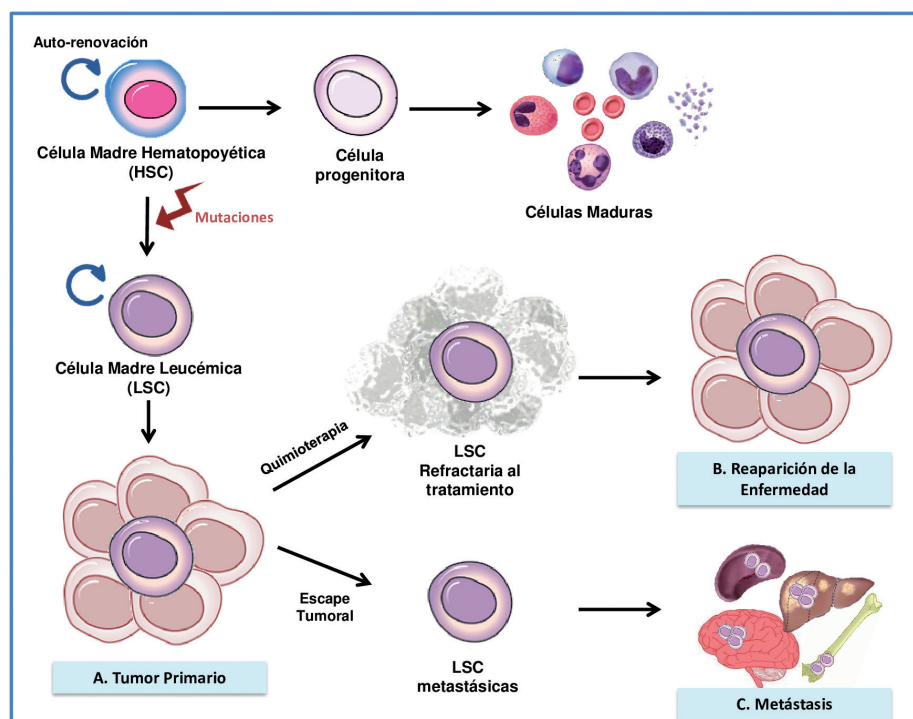 Auto-renovación
Célula Madre Hematopoyética
(HSC)
Célula
progenitora
Células Maduras
Mutaciones
Célula Madre Leucémica
(LSC)
Quimioterapia
LSC
Refractaria al
tratamiento
B. Reaparición de la
Enfermedad
Escape
Tumoral
A. Tumor Primario
LSC
metastásicas
C. Metástasis